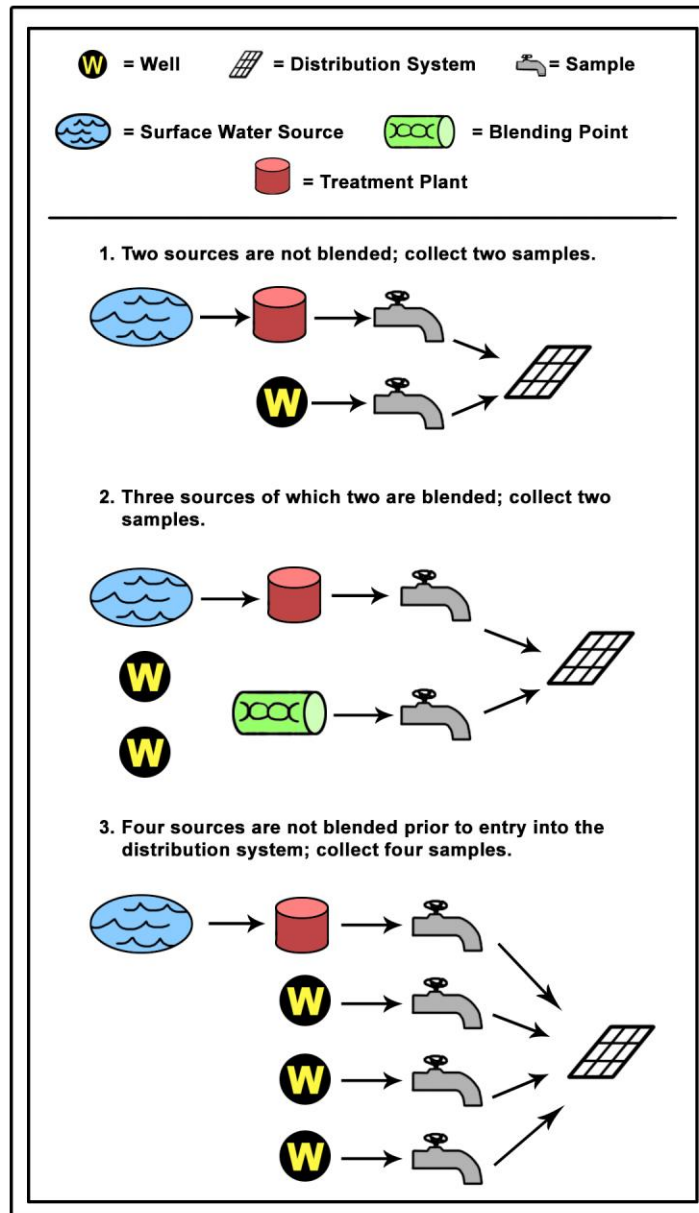 W = Well = Distribution System = Sample
= Surface Water Source = Blending Point
= Treatment Plant
1. Two sources are not blended; collect two samples.
W
2. Three sources of which two are blended; collect two
samples.
W
W
3. Four sources are not blended prior to entry into the
distribution system; collect four samples.
W
W
W